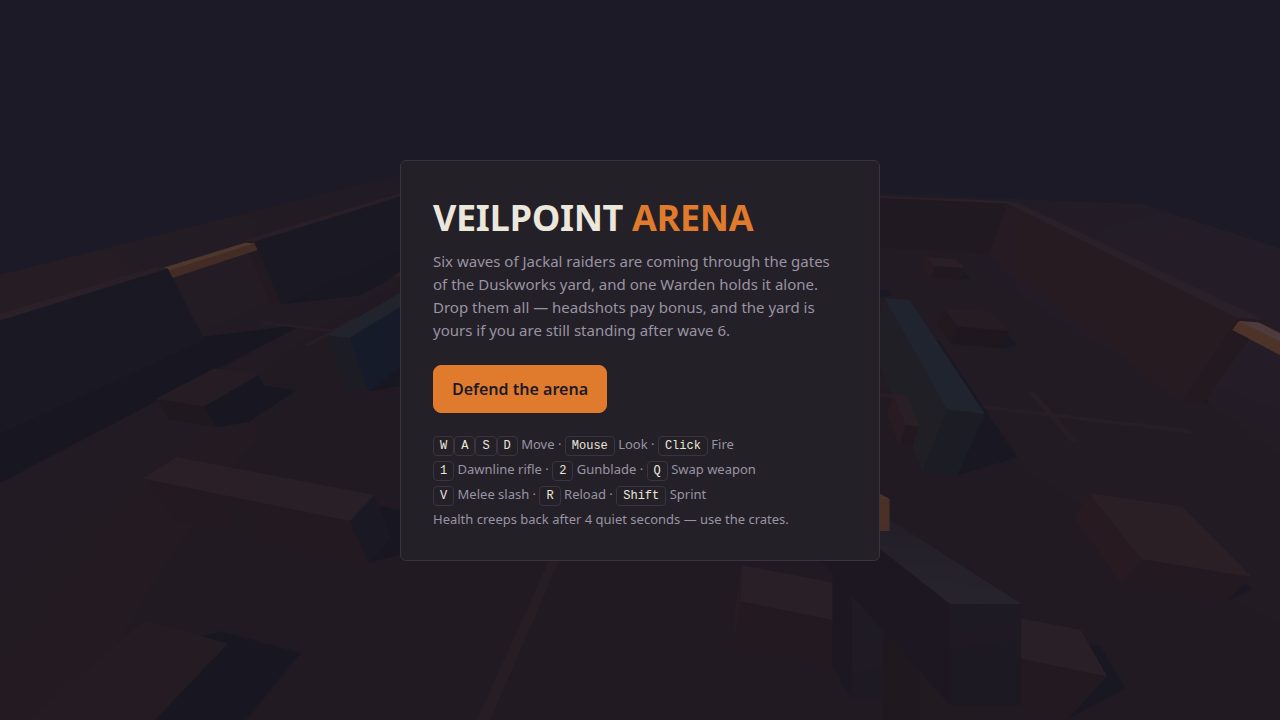 VEILPOINT ARENA
Six waves of Jackal raiders are coming through the gates
of the Duskworks yard, and one Warden holds it alone.
Drop them all — headshots pay bonus, and the yard is
yours if you are still standing after wave 6.
Defend the arena
W A S D Move · Mouse Look · Click Fire
1 Dawnline rifle · 2 Gunblade · Q Swap weapon
V Melee slash · R Reload · Shift Sprint
Health creeps back after 4 quiet seconds — use the crates.